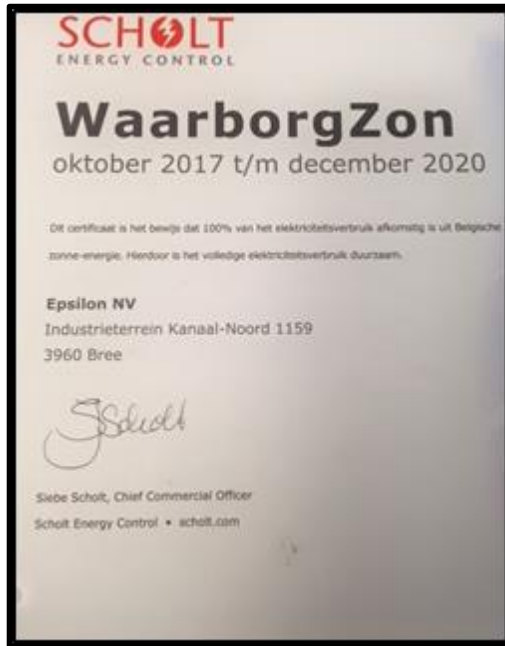 SCHOLT
ENERGY CONTROL
WaarborgZon
oktober 2017 t/m december 2020
Dit certificaat is het bewijs dat 100% van het elektriciteitsverbruik afkomstig is uit Belgische
zonne-energie. Hierdoor is het volledige elektriciteitsverbruik duurzaam.
Epsilon NV
Industrieterrein Kanaal-Noord 1159
3960 Bree
SScholt
Siebe Scholt, Chief Commercial Officer
Scholt Energy Control • scholt.com